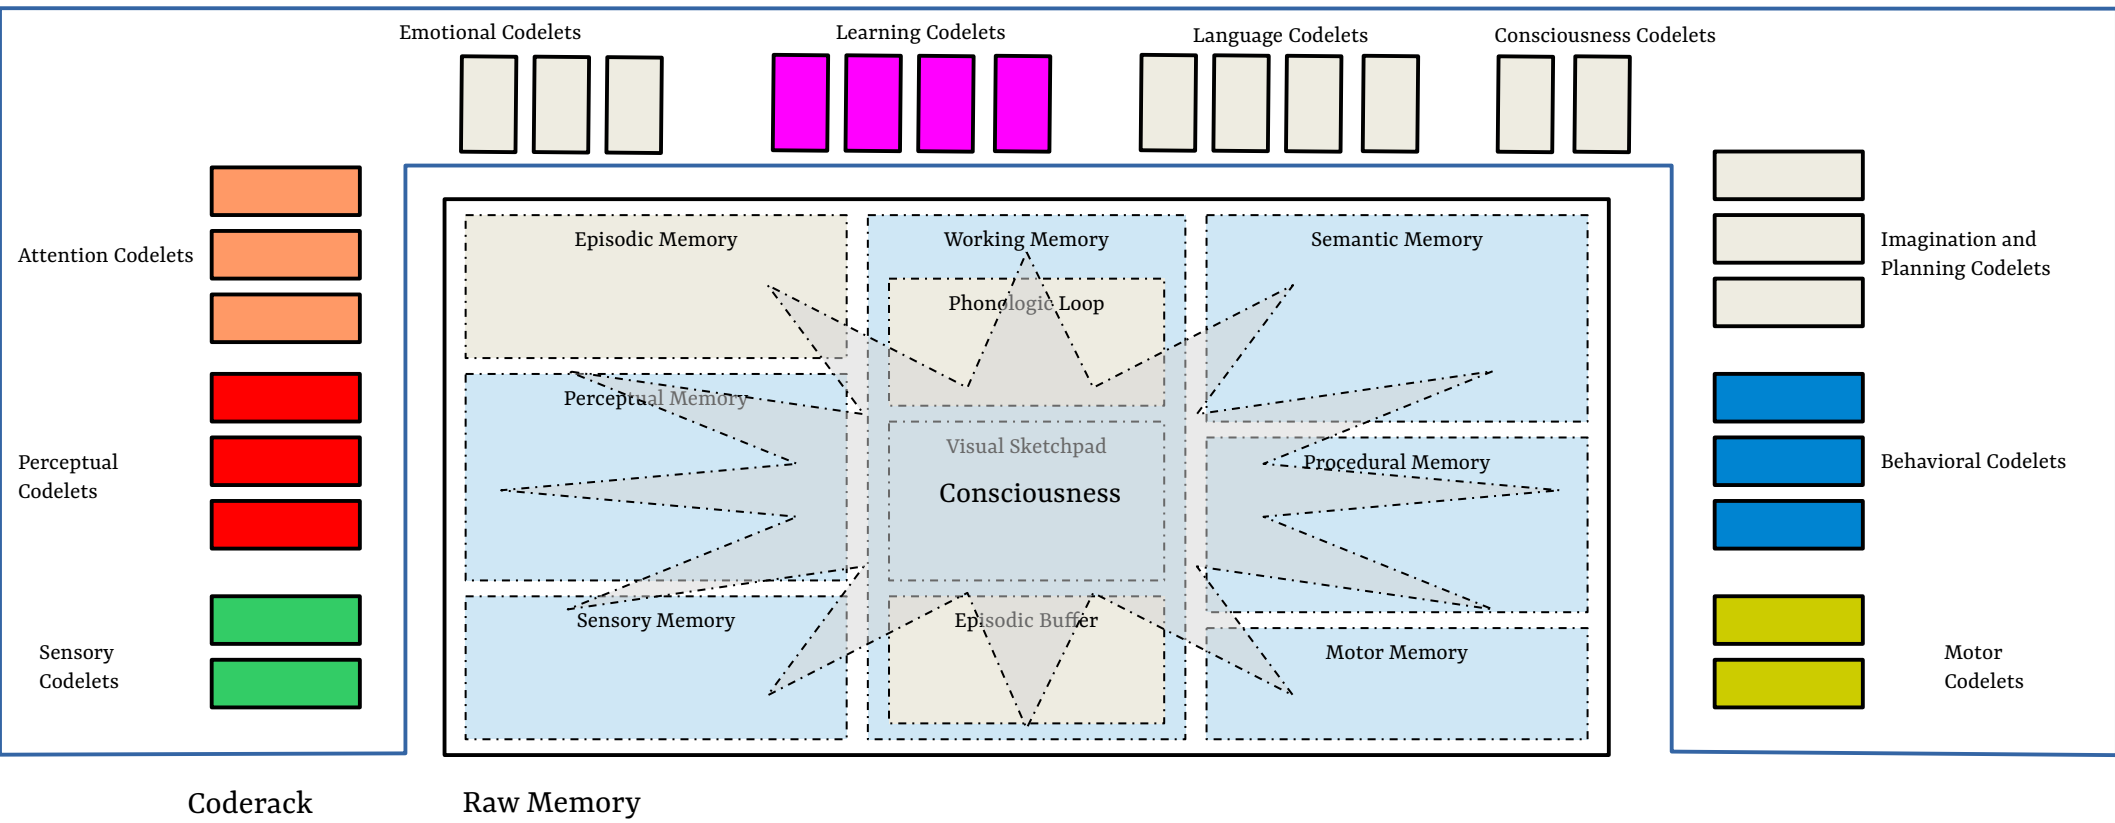 Emotional Codelets
Learning Codelets
Language Codelets
Consciousness Codelets
Attention Codelets
Perceptual
Codelets
Sensory
Codelets
Episodic Memory
Working Memory
Semantic Memory
Phonologic Loop
Perceptual Memory
Visual Sketchpad
Consciousness
Procedural Memory
Sensory Memory
Episodic Buffer
Motor Memory
Imagination and
Planning Codelets
Behavioral Codelets
Motor
Codelets
Coderack
Raw Memory